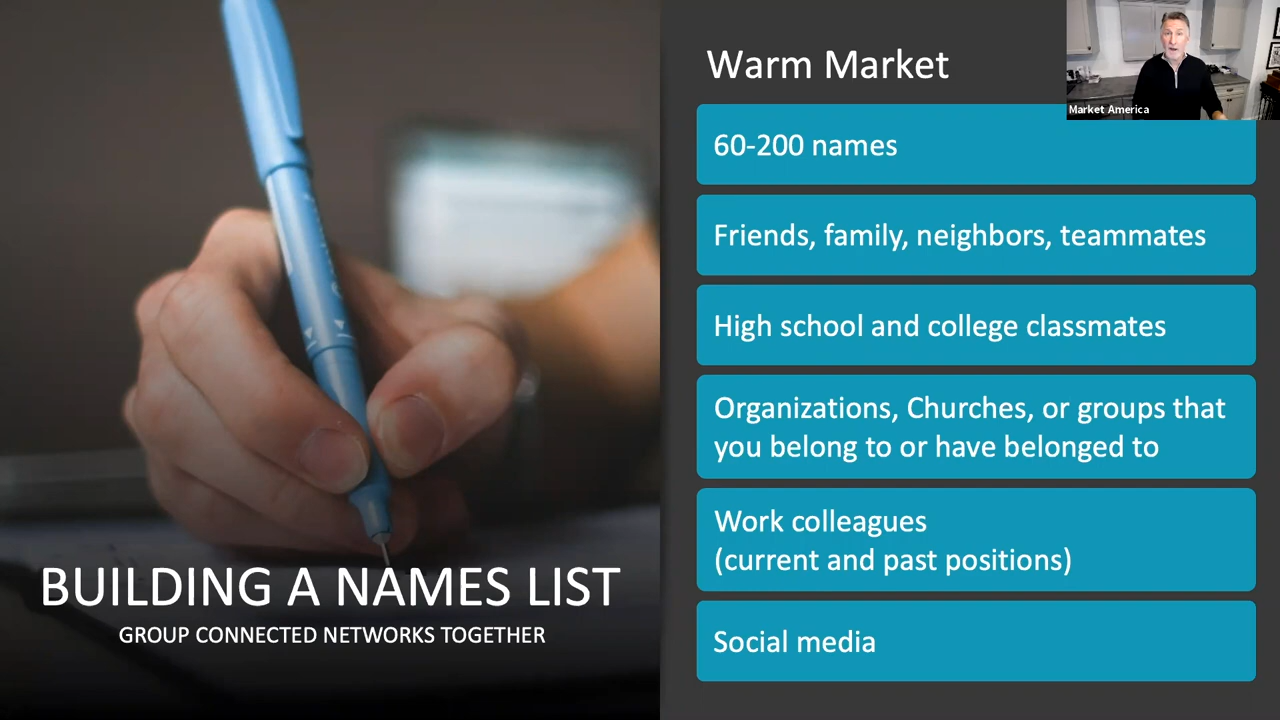 Warm Market
Market America
60-200 names
Friends, family, neighbors, teammates
High school and college classmates
Organizations, Churches, or groups that
you belong to or have belonged to
Work colleagues
(current and past positions)
Social media
BUILDING A NAMES LIST
GROUP CONNECTED NETWORKS TOGETHER